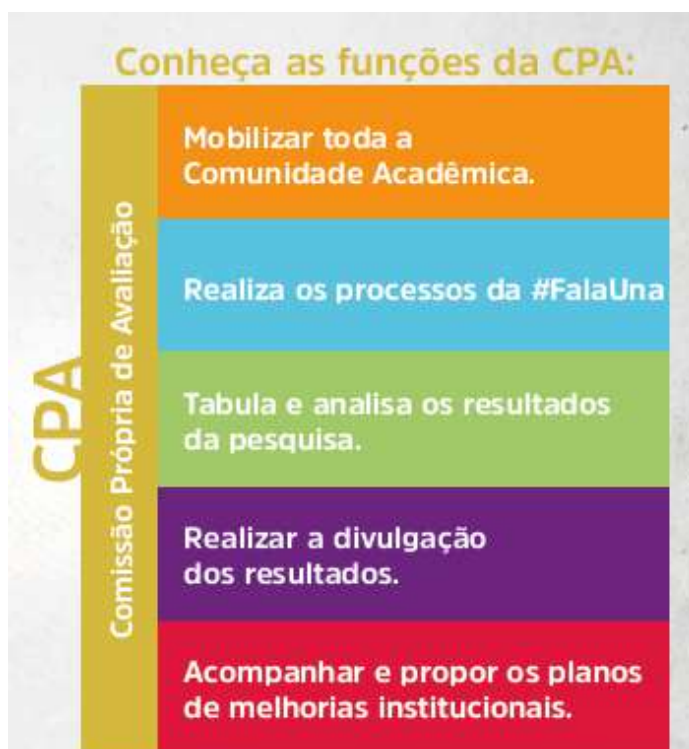 Conheça as funções da CPA:
CPA
Comissão Própria de Avaliação
Mobilizar toda a
Comunidade Acadêmica.
Realiza os processos da #FalaUna
Tabula e analisa os resultados
da pesquisa.
Realizar a divulgação
dos resultados.
Acompanhar e propor os planos
de melhorias institucionais.